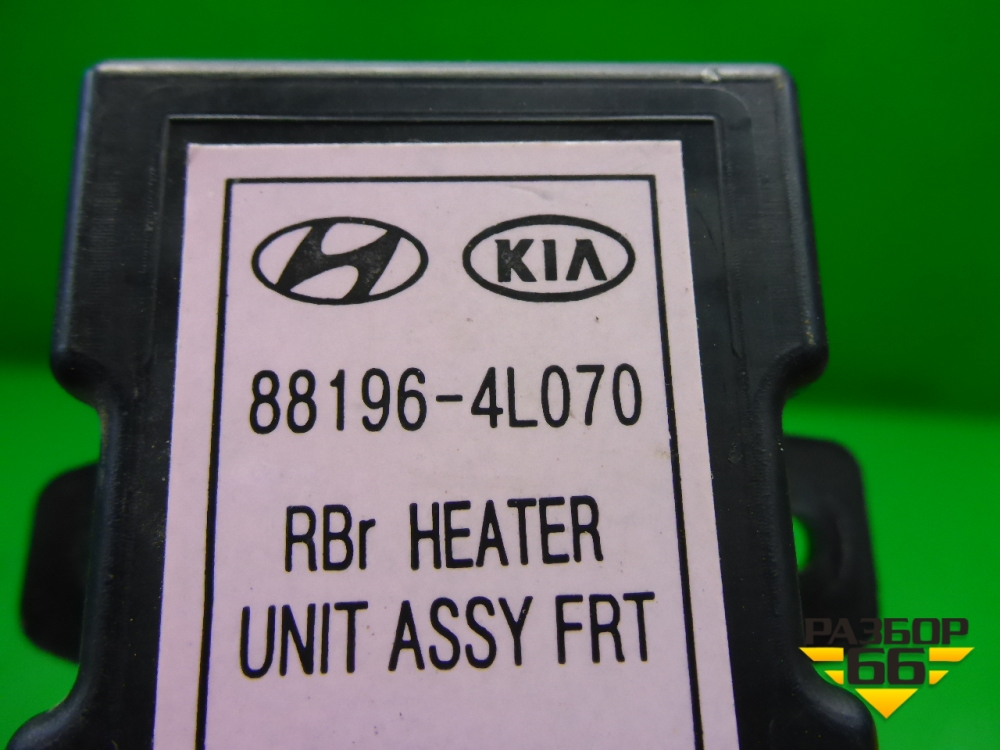 KIA
88196-4L070
RBr HEATER
UNIT ASSY FRT
РАЗБОР
66